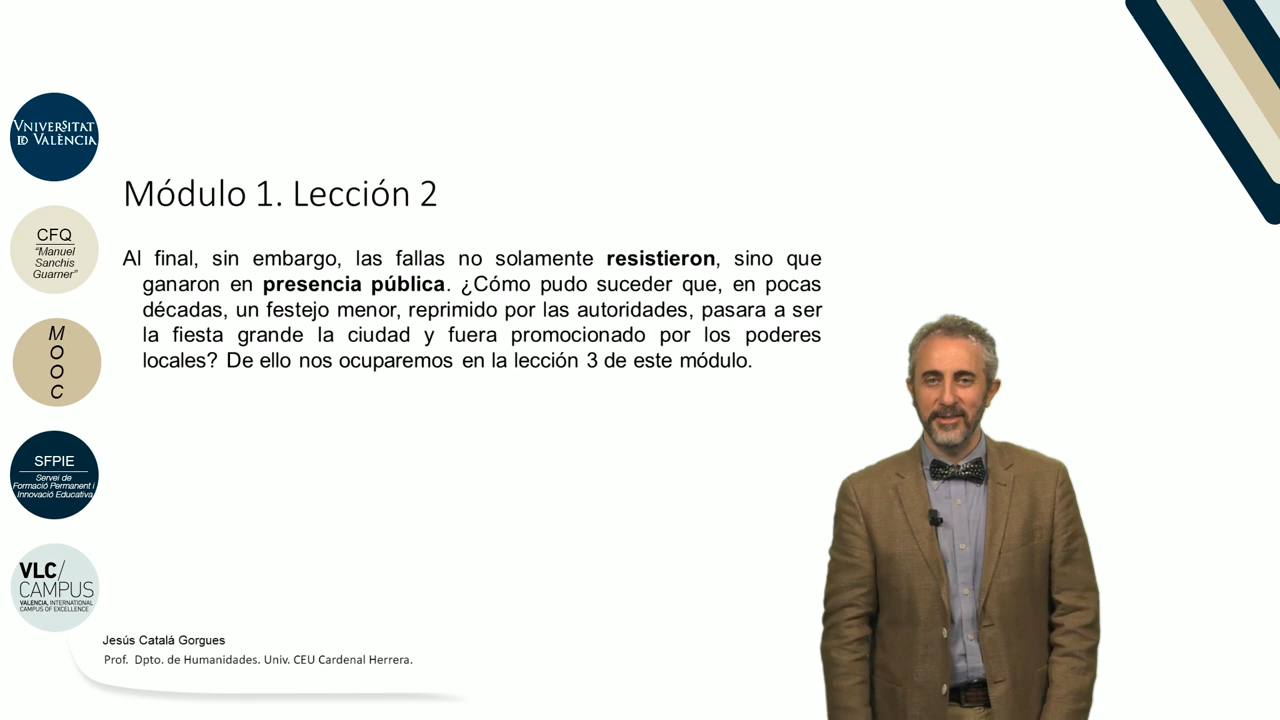 VNIVERSITAT
ID VALÈNCIA
CFQ
"Manuel
Sanchis
Guarner"
M
O
O
C
SFPIE
Servei de
Formació Permanent i
Innovació Educativa
VLC/
CAMPUS
VALENCIA, INTERNATIONAL
CAMPUS OF EXCELLENCE
Módulo 1. Lección 2
Al final, sin embargo, las fallas no solamente resistieron, sino que
ganaron en presencia pública. ¿Cómo pudo suceder que, en pocas
décadas, un festejo menor, reprimido por las autoridades, pasara a ser
la fiesta grande la ciudad y fuera promocionado por los poderes
locales? De ello nos ocuparemos en la lección 3 de este módulo.
Jesús Catalá Gorgues
Prof. Dpto. de Humanidades. Univ. CEU Cardenal Herrera.